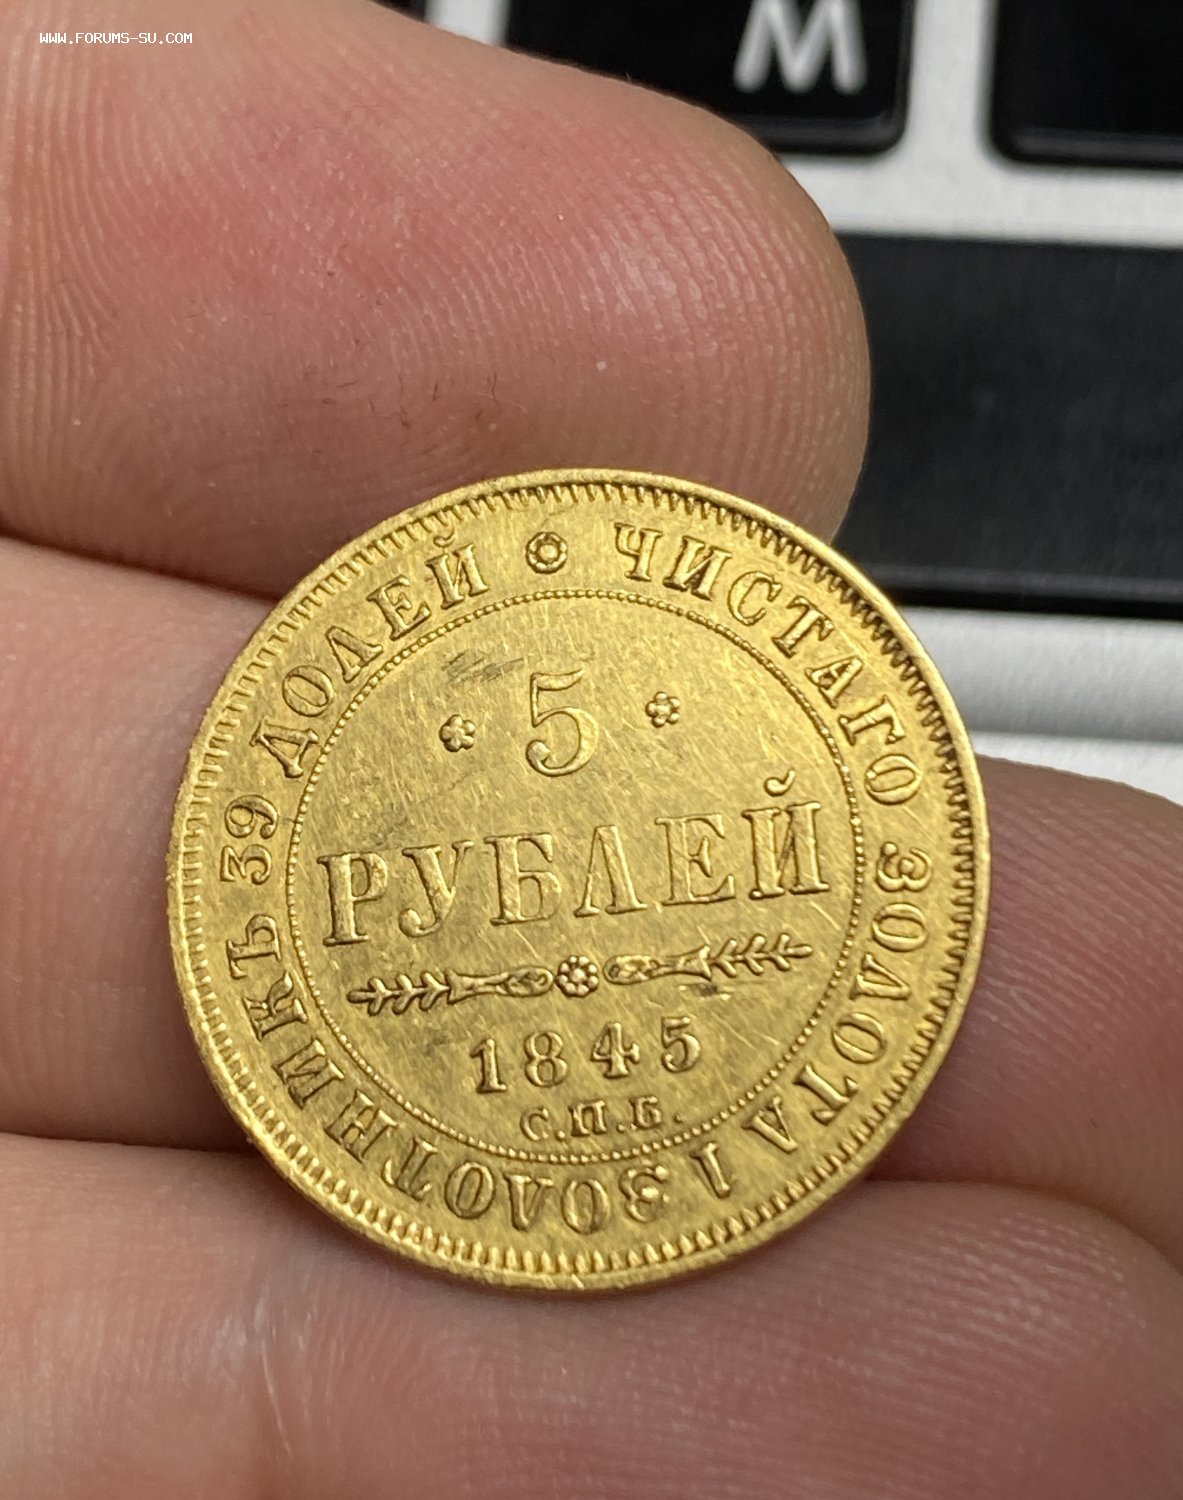 WWW.FORUMS-SU.COM
M
ЧИСТАГО ЗОЛОТА 1 ЗОЛОТНИКЪ 39 ДОЛЕЙ
5
РУБЛЕЙ
1845
С.П.Б.